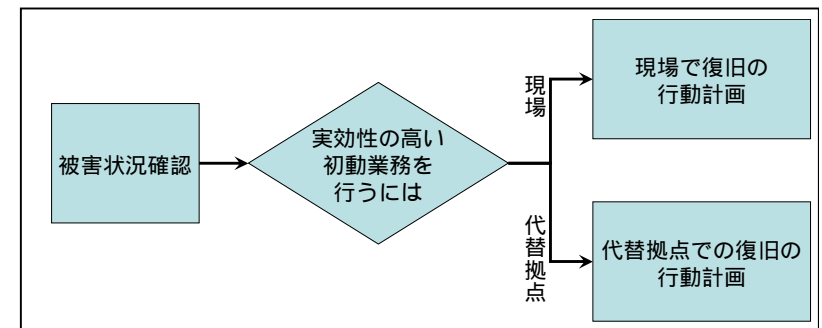 被害状況確認
実効性の高い
初動業務を
行うには
現場
現場で復旧の
行動計画
代替拠点
代替拠点での復旧の
行動計画